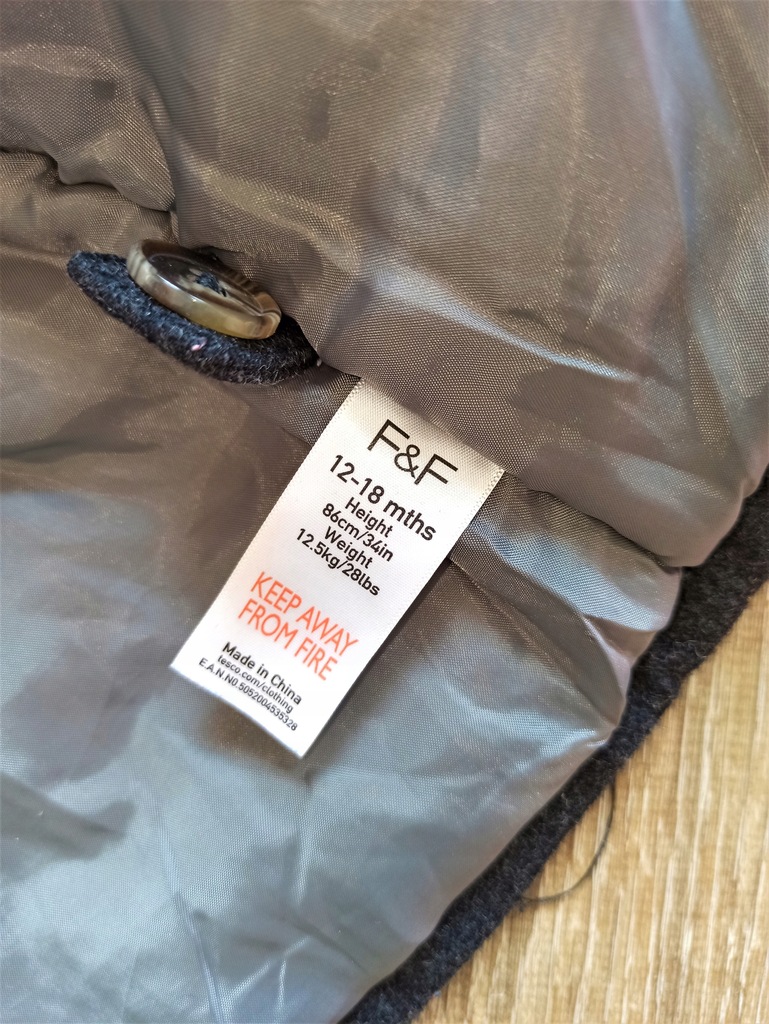 F&F
12-18 mths
Height
86cm/34in
Weight
12.5kg/28lbs
KEEP AWAY
FROM FIRE
Made in China
tesco.com/clothing
E.A.N.NO.5052004535328